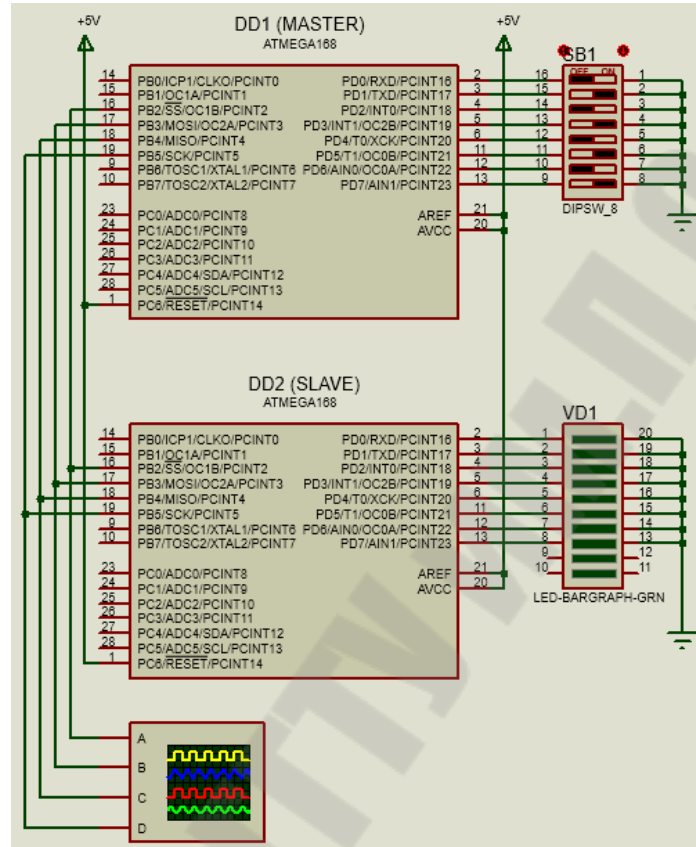 +5V
+5V
DD1 (MASTER)
ATMEGA168
SB1
OFF ON
14 PB0/ICP1/CLKO/PCINT0 PD0/RXD/PCINT16 2 16 1
15 PB1/OC1A/PCINT1 PD1/TXD/PCINT17 3 15 2
16 PB2/SS/OC1B/PCINT2 PD2/INT0/PCINT18 4 14 3
17 PB3/MOSI/OC2A/PCINT3 PD3/INT1/OC2B/PCINT19 5 13 4
18 PB4/MISO/PCINT4 PD4/T0/XCK/PCINT20 6 12 5
19 PB5/SCK/PCINT5 PD5/T1/OC0B/PCINT21 11 11 6
9 PB6/TOSC1/XTAL1/PCINT6 PD6/AIN0/OC0A/PCINT22 12 10 7
10 PB7/TOSC2/XTAL2/PCINT7 PD7/AIN1/PCINT23 13 9 8
DIPSW_8
23 PC0/ADC0/PCINT8 AREF 21
24 PC1/ADC1/PCINT9 AVCC 20
25 PC2/ADC2/PCINT10
26 PC3/ADC3/PCINT11
27 PC4/ADC4/SDA/PCINT12
28 PC5/ADC5/SCL/PCINT13
1 PC6/RESET/PCINT14
DD2 (SLAVE)
ATMEGA168
VD1
14 PB0/ICP1/CLKO/PCINT0 PD0/RXD/PCINT16 2 1 20
15 PB1/OC1A/PCINT1 PD1/TXD/PCINT17 3 2 19
16 PB2/SS/OC1B/PCINT2 PD2/INT0/PCINT18 4 3 18
17 PB3/MOSI/OC2A/PCINT3 PD3/INT1/OC2B/PCINT19 5 4 17
18 PB4/MISO/PCINT4 PD4/T0/XCK/PCINT20 6 5 16
19 PB5/SCK/PCINT5 PD5/T1/OC0B/PCINT21 11 6 15
9 PB6/TOSC1/XTAL1/PCINT6 PD6/AIN0/OC0A/PCINT22 12 7 14
10 PB7/TOSC2/XTAL2/PCINT7 PD7/AIN1/PCINT23 13 8 13
9 12
10 11
23 PC0/ADC0/PCINT8 AREF 21
24 PC1/ADC1/PCINT9 AVCC 20
LED-BARGRAPH-GRN
25 PC2/ADC2/PCINT10
26 PC3/ADC3/PCINT11
27 PC4/ADC4/SDA/PCINT12
28 PC5/ADC5/SCL/PCINT13
1 PC6/RESET/PCINT14
A
B
C
D